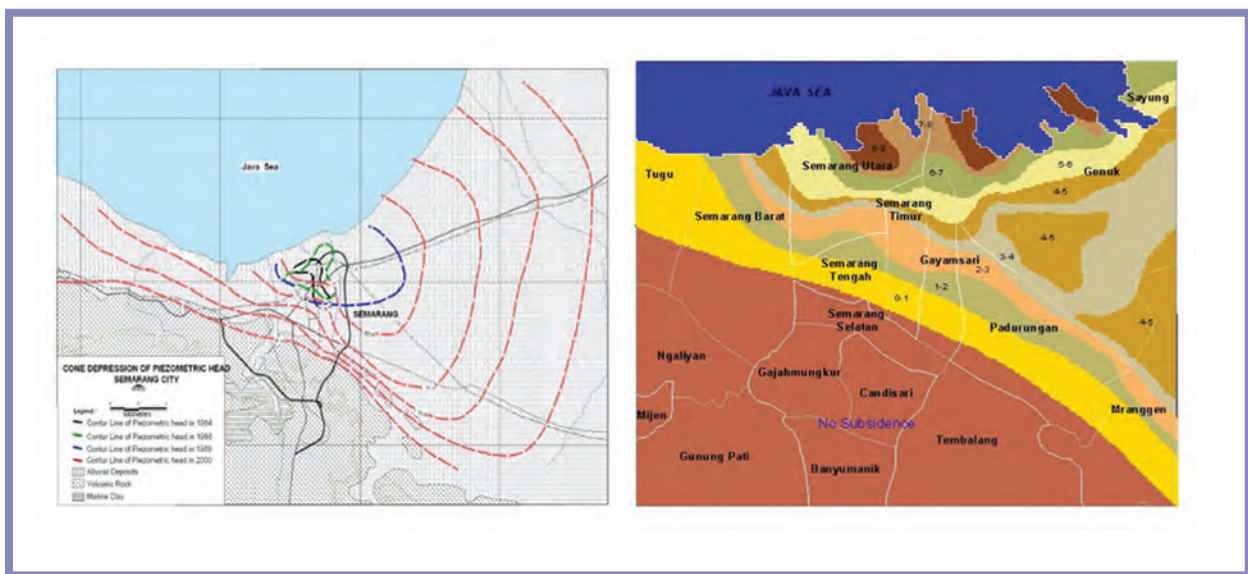 Java Sea
SEMARANG
CONE DEPRESSION OF PIEZOMETRIC HEAD
SEMARANG CITY
Legend :
Kilometers
Contur Line of Piezometric head in 1984
Contur Line of Piezometric head in
Contur Line of Piezometric head in 1989
Contur Line of Piezometric head in 2000
Alluvial Deposits
Volcanic Rock
Marine Clay
JAVA SEA
Sayung
7-8
8-9
Semarang Utara
6-7
5-6
Genuk
Tugu
4-5
Semarang
Timur
Semarang Barat
4-5
3-4
Gayamsari
2-3
Semarang
Tengah
1-2
0-1
4-5
Semarang
Selatan
Padurungan
Ngaliyan
Gajahmungkur
Candisari
Mranggen
Mijen
No Subsidence
Tembalang
Gunung Pati
Banyumanik